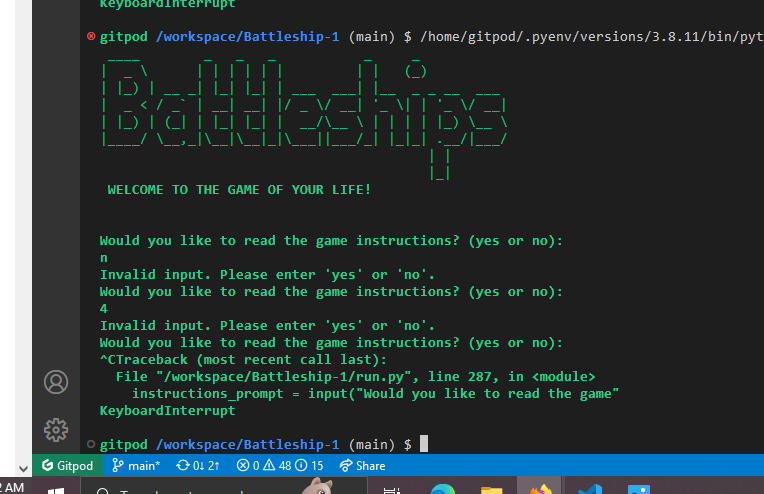 KeyboardInterrupt
gitpod /workspace/Battleship-1 (main) $ /home/gitpod/.pyenv/versions/3.8.11/bin/pyt
Battleships
WELCOME TO THE GAME OF YOUR LIFE!
Would you like to read the game instructions? (yes or no):
n
Invalid input. Please enter 'yes' or 'no'.
Would you like to read the game instructions? (yes or no):
4
Invalid input. Please enter 'yes' or 'no'.
Would you like to read the game instructions? (yes or no):
^CTraceback (most recent call last):
File "/workspace/Battleship-1/run.py", line 287, in <module>
instructions_prompt = input("Would you like to read the game"
KeyboardInterrupt
gitpod /workspace/Battleship-1 (main) $
Gitpod main* 0↓ 2↑ 0 48 15 Share
2 AM